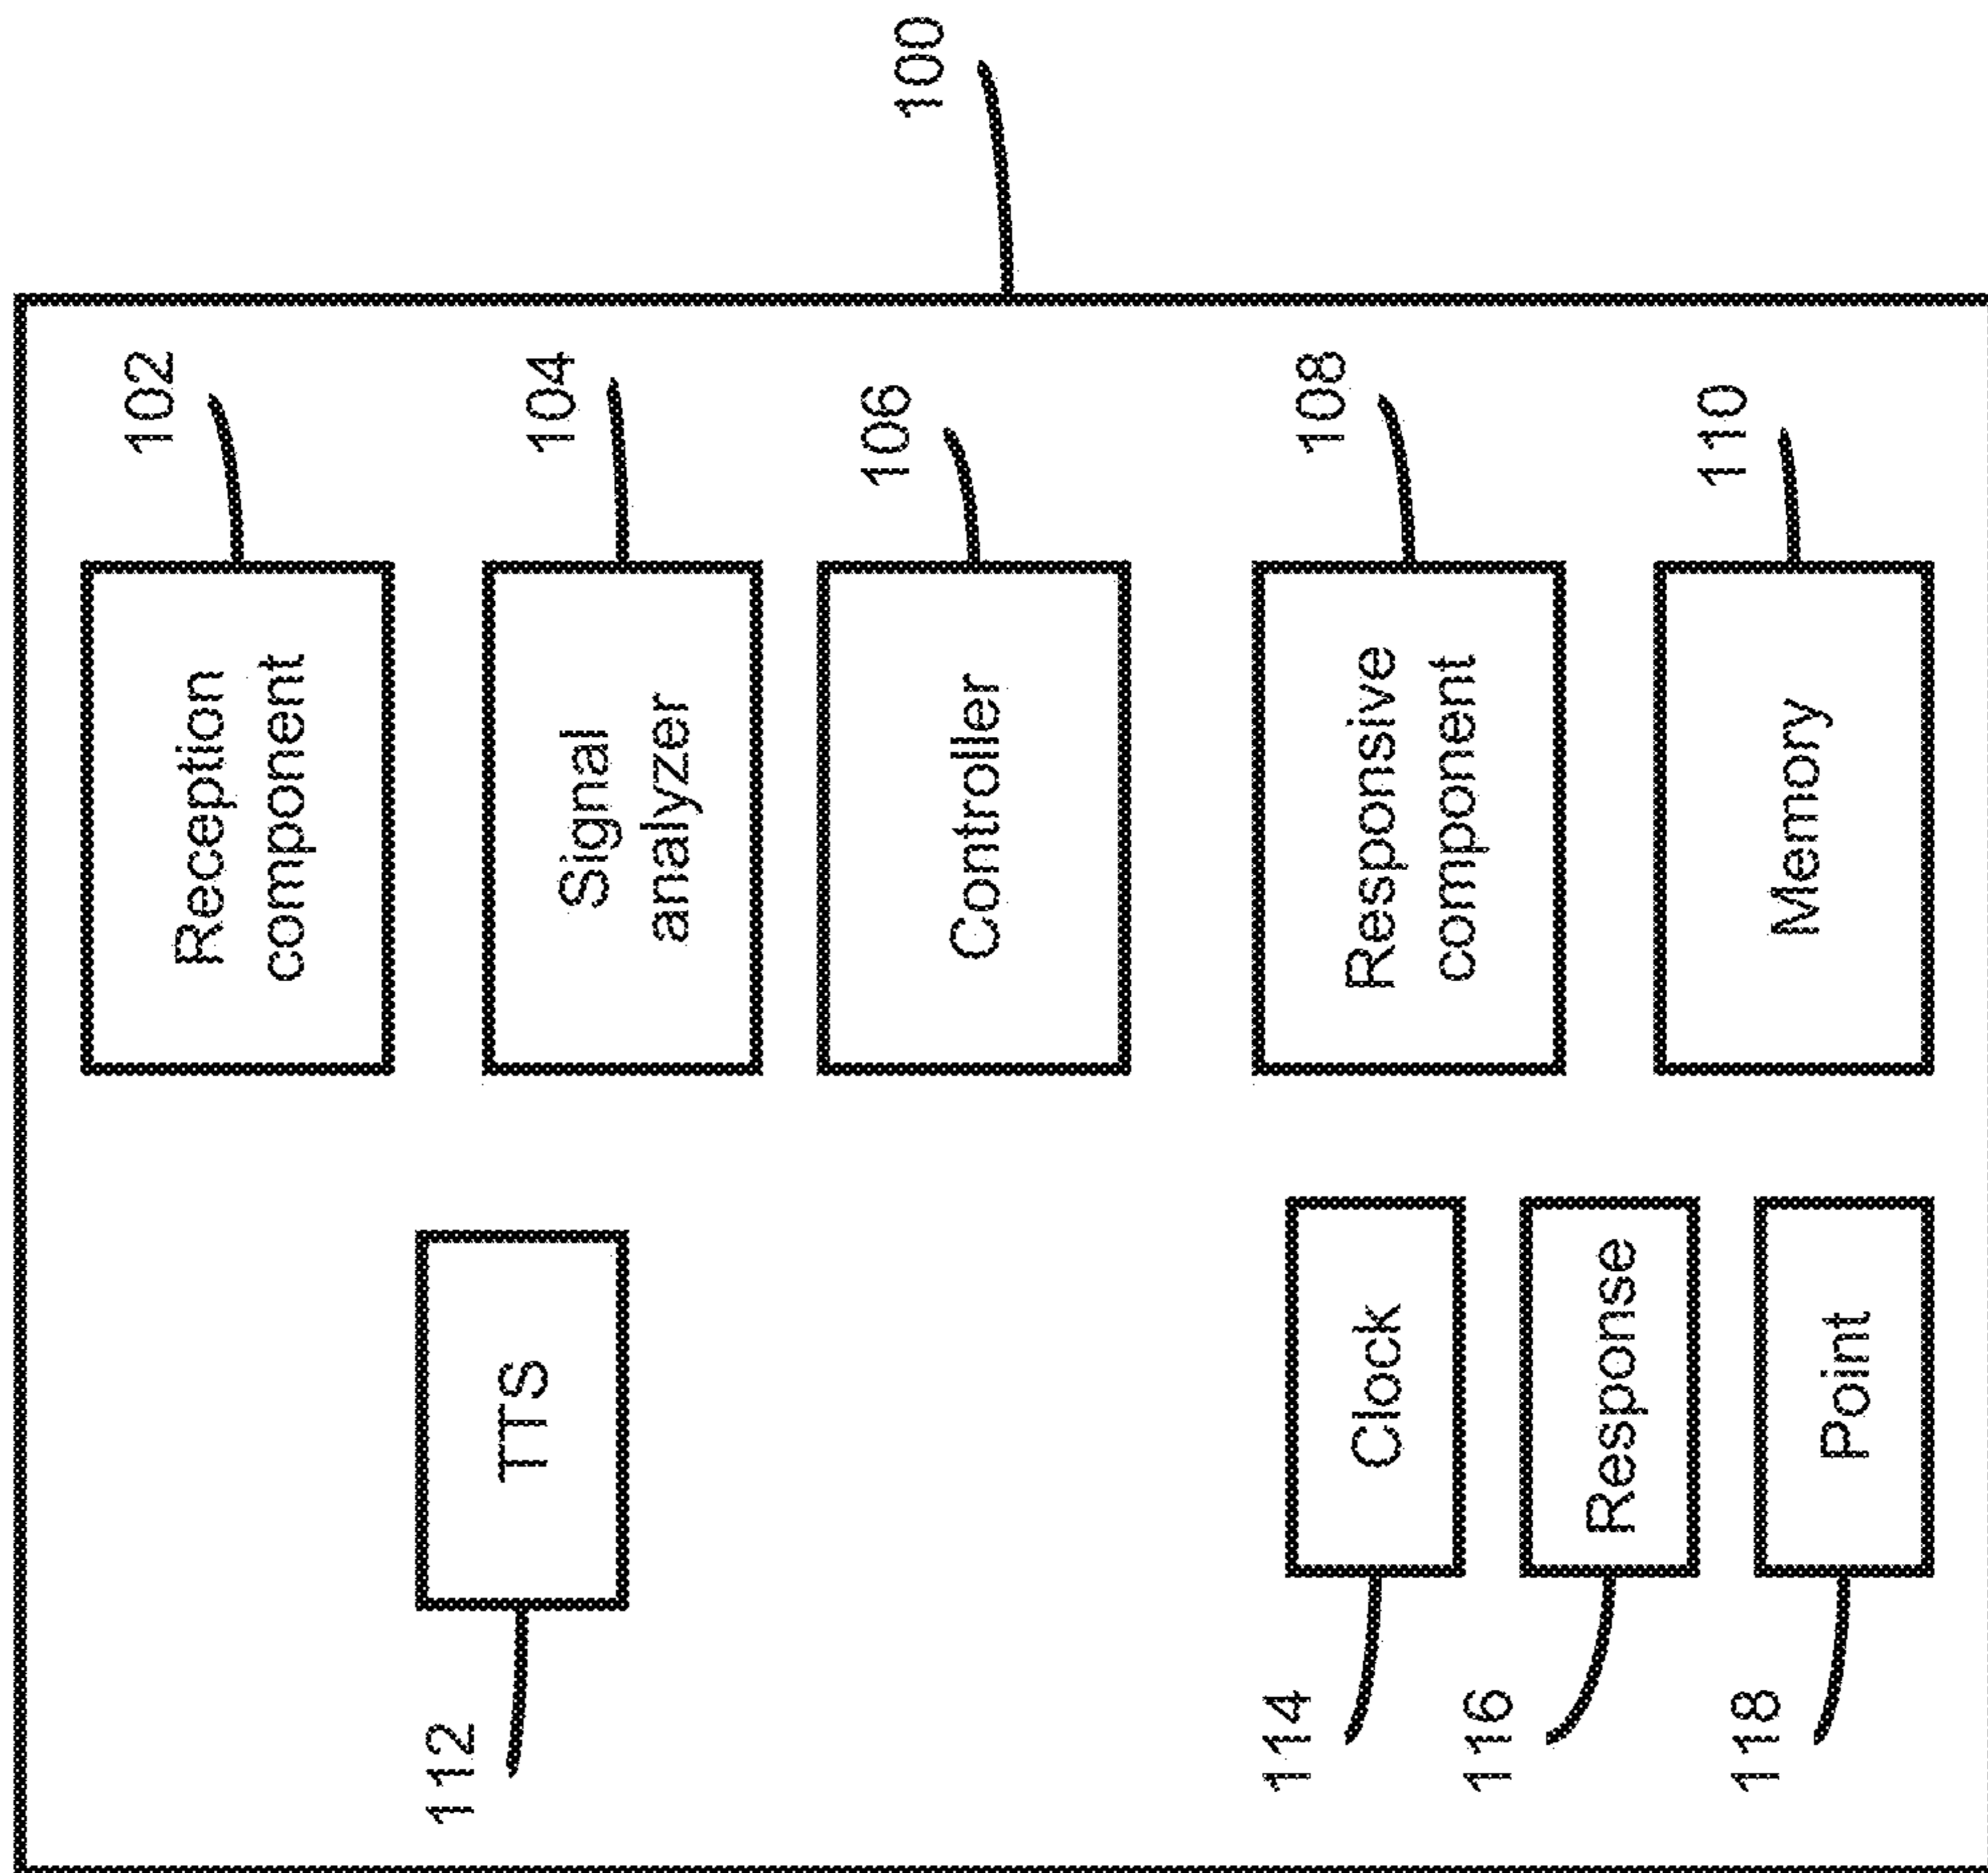 100
102
Reception
component
104
Signal
analyzer
106
Controller
108
Responsive
component
110
Memory
112
TTS
114
Clock
116
Response
118
Point